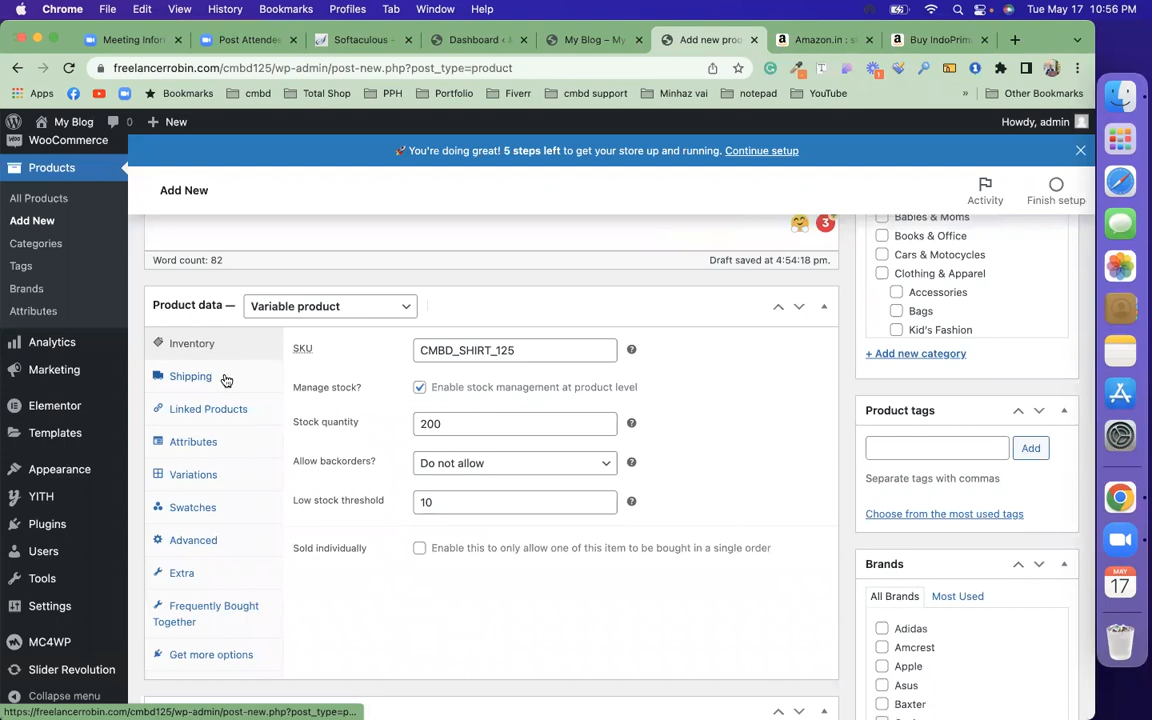 Chrome File Edit View History Bookmarks Profiles Tab Window Help Tue May 17 10:56 PM
Meeting Infor Post Attende Softaculous - Dashboard ‹ My Blog – My Add new prod Amazon.in : s Buy IndoPrim
freelancerrobin.com/cmbd125/wp-admin/post-new.php?post_type=product
Apps Bookmarks cmbd Total Shop PPH Portfolio Fiverr cmbd support Minhaz vai notepad YouTube » Other Bookmarks
My Blog 0 New Howdy, admin
WooCommerce
Products
All Products
Add New
Categories
Tags
Brands
Attributes
Analytics
Marketing
Elementor
Templates
Appearance
YITH
Plugins
Users
Tools
Settings
MC4WP
Slider Revolution
Collapse menu
https://freelancerrobin.com/cmbd125/wp-admin/post-new.php?post_type=p...
You're doing great! 5 steps left to get your store up and running. Continue setup
Add New
Activity Finish setup
3
Word count: 82 Draft saved at 4:54:18 pm.
Product data — Variable product
Inventory
Shipping
Linked Products
Attributes
Variations
Swatches
Advanced
Extra
Frequently Bought
Together
Get more options
SKU CMBD_SHIRT_125
Manage stock? Enable stock management at product level
Stock quantity 200
Allow backorders? Do not allow
Low stock threshold 10
Sold individually Enable this to only allow one of this item to be bought in a single order
Babies & Moms
Books & Office
Cars & Motocycles
Clothing & Apparel
Accessories
Bags
Kid's Fashion
+ Add new category
Product tags
Add
Separate tags with commas
Choose from the most used tags
Brands
All Brands Most Used
Adidas
Amcrest
Apple
Asus
Baxter
MAY
17